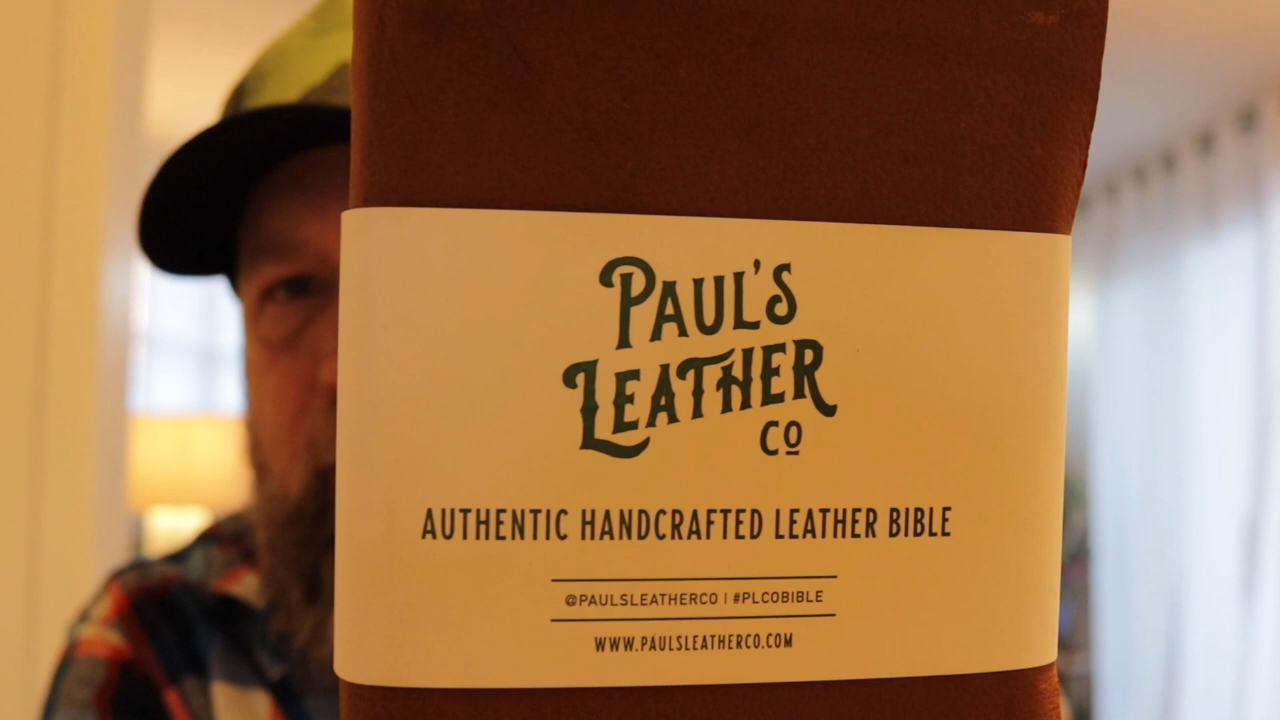 PAUL'S
LEATHER
CO
AUTHENTIC HANDCRAFTED LEATHER BIBLE
@PAULSLEATHERCO | #PLCOBIBLE
WWW.PAULSLEATHERCO.COM